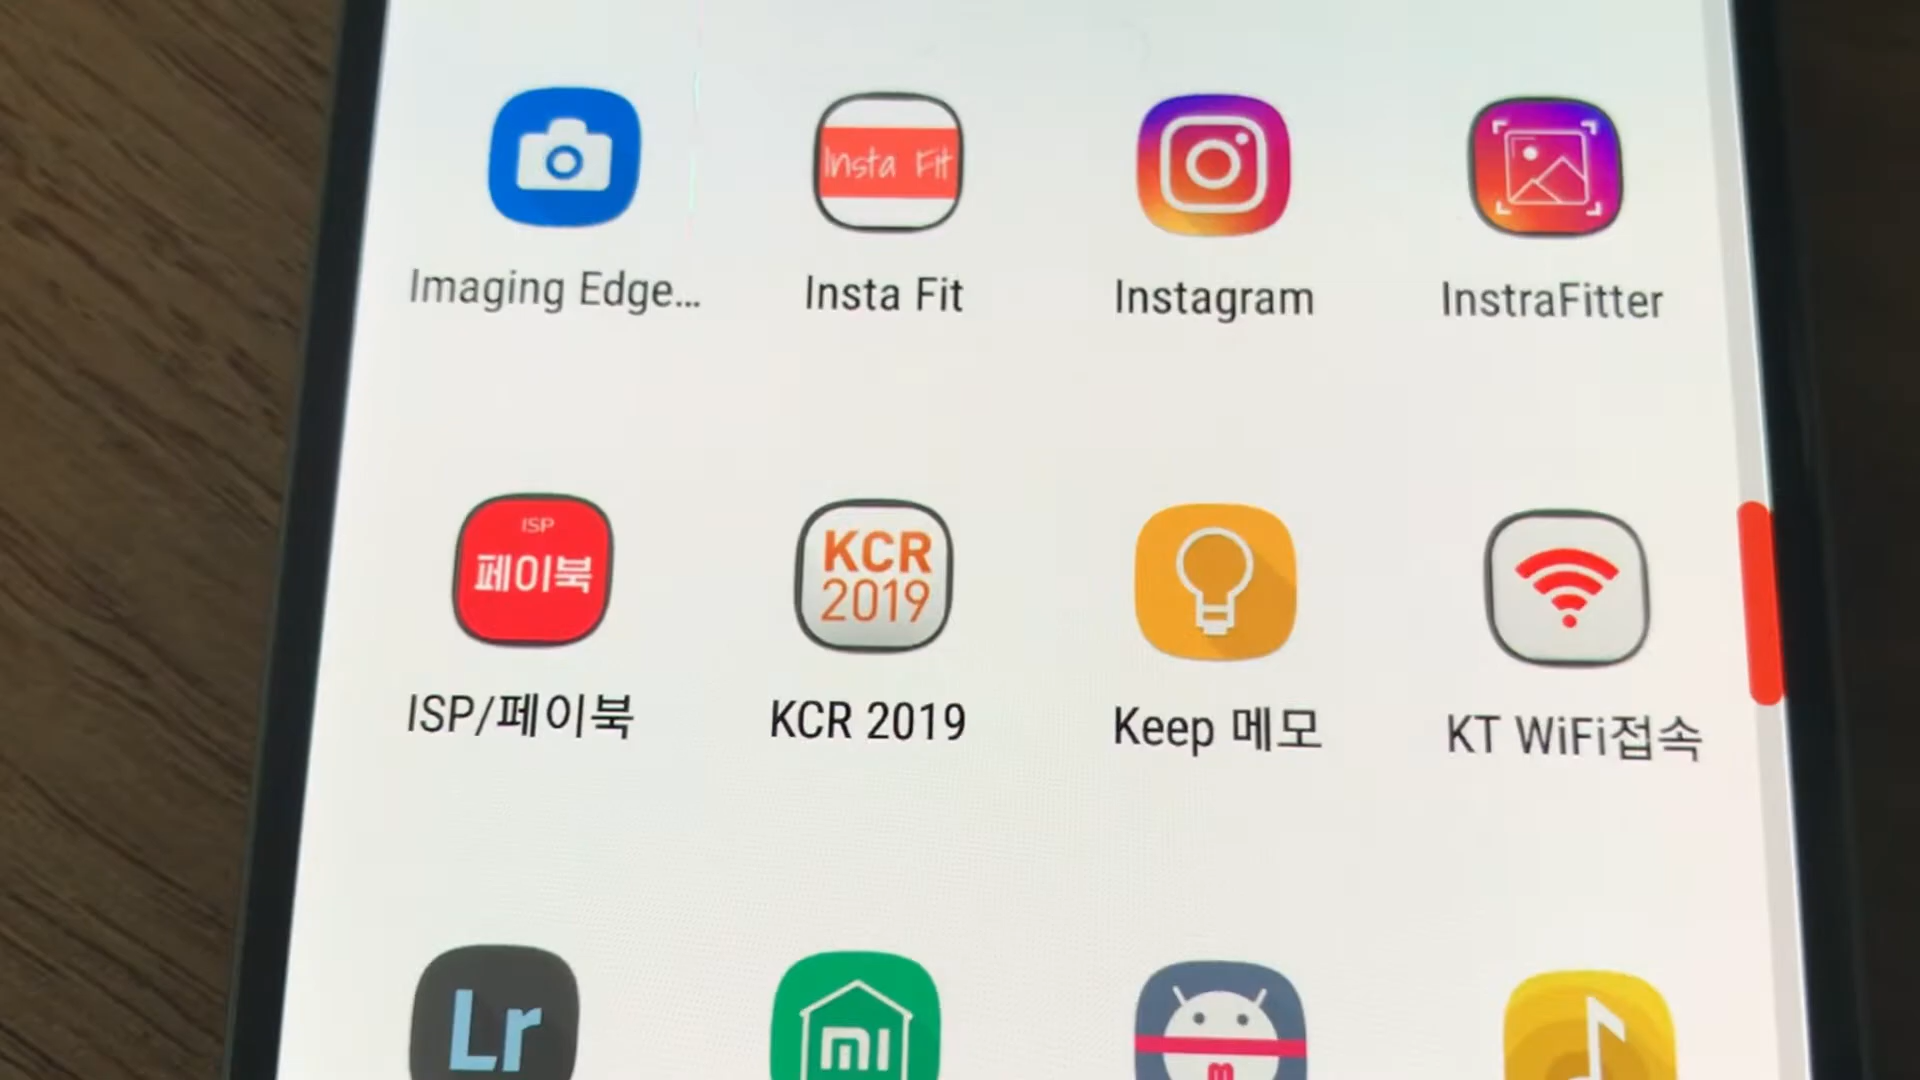 Insta Fit
Imaging Edge...
Insta Fit
Instagram
InstraFitter
ISP
페이북
KCR
2019
ISP/페이북
KCR 2019
Keep 메모
KT WiFi접속
Lr
MI
m